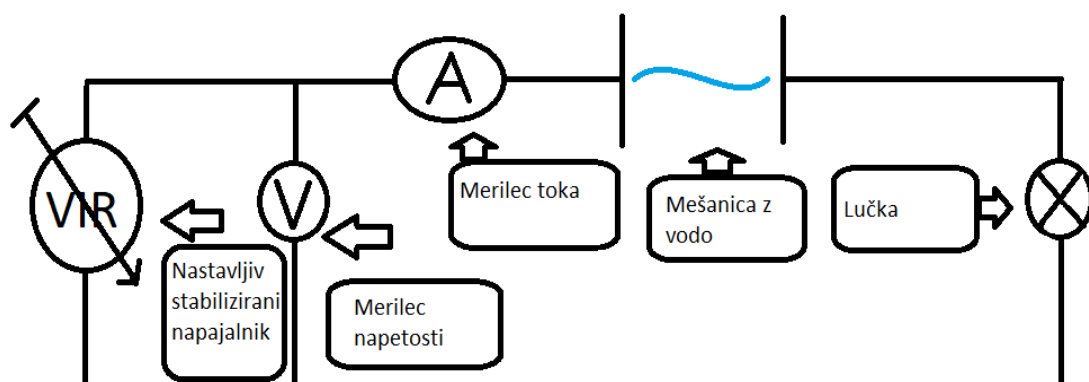 A
VIR
V
Merilec toka
Mešanica z
vodo
Lučka
Nastavljiv
stabilizirani
napajalnik
Merilec
napetosti